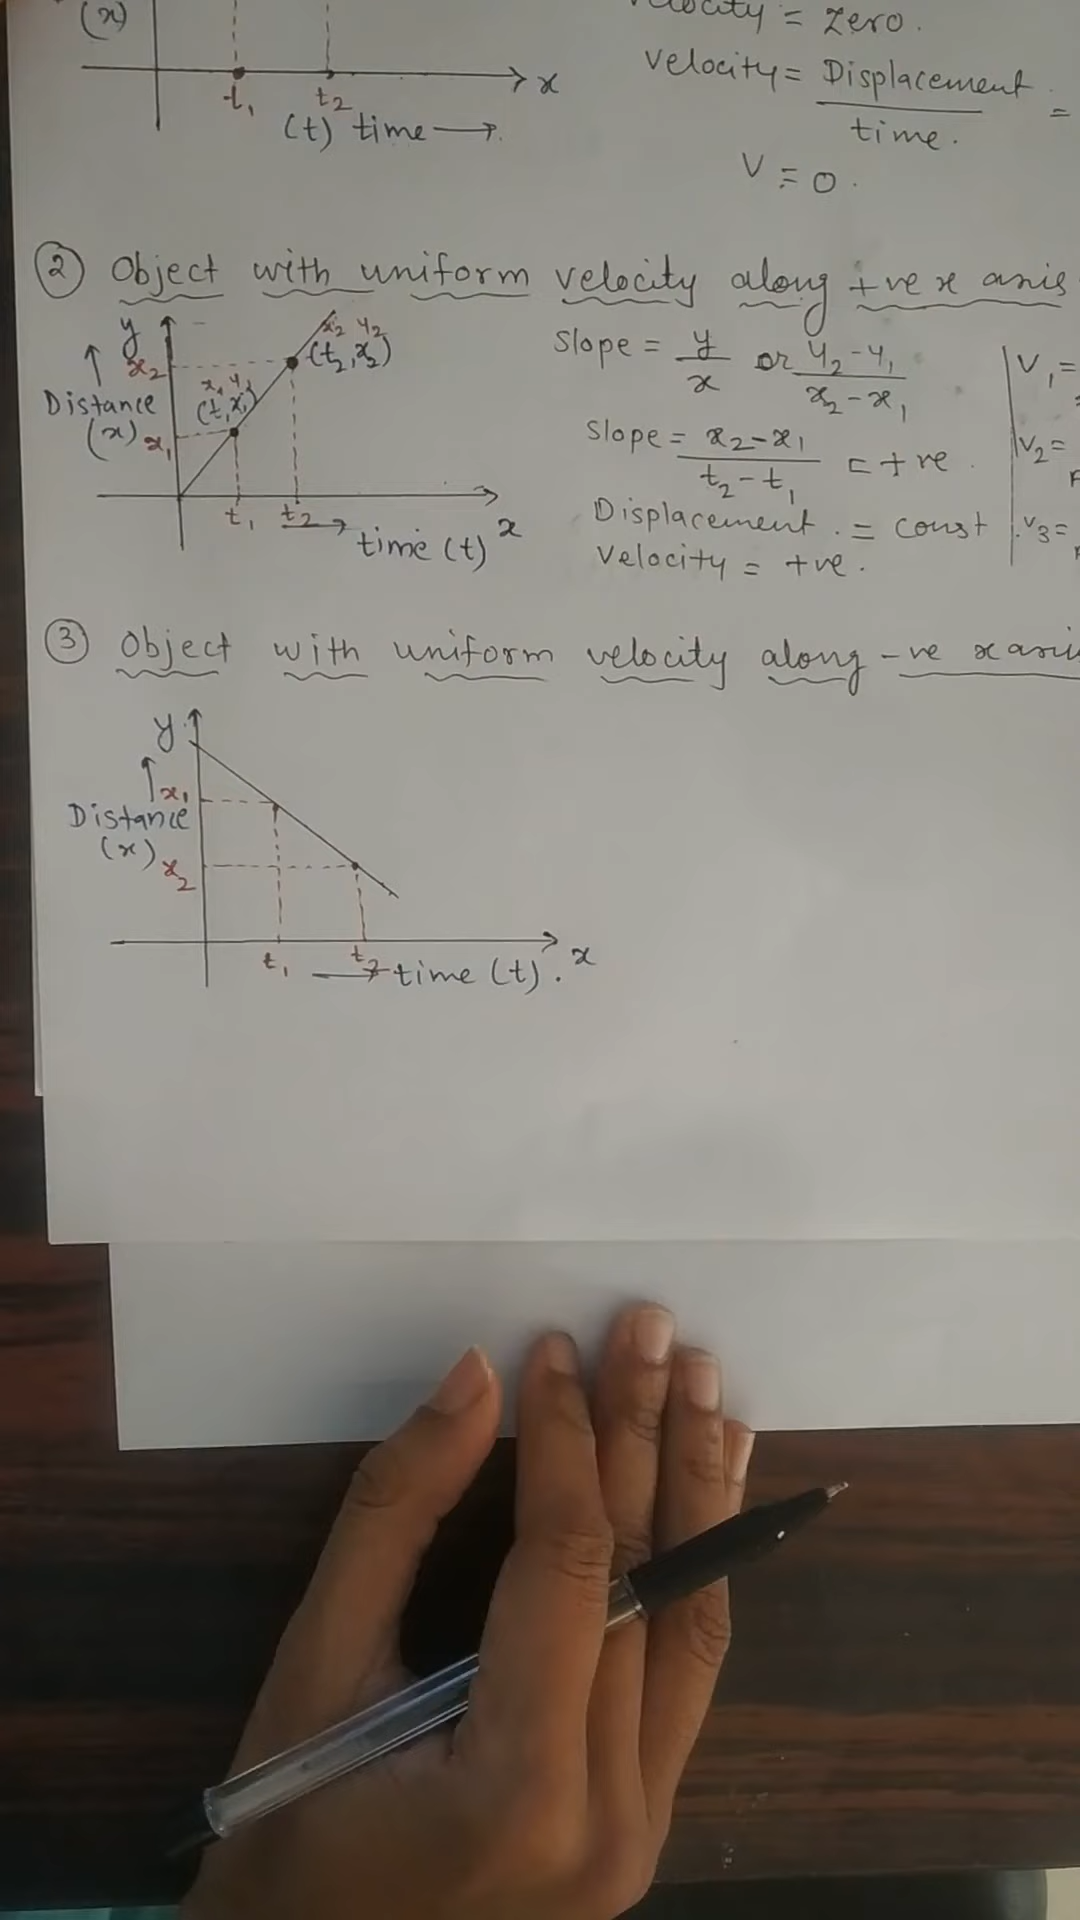 (x)
velocity = zero.
velocity = Displacement =
time.
t₁ t₂ x
(t) time →
V = 0.
② Object with uniform velocity along +ve x axis
y
x₂ y₂
(t₂, x₂)
x₂
x₁ y₁
(t₁, x₁)
Distance
(x) x₁
t₁ t₂ x
time (t)
Slope = y/x or y₂-y₁/x₂-x₁
Slope = x₂-x₁/t₂-t₁ = +ve.
Displacement. = const
Velocity = +ve.
V₁=
V₂=
V₃=
③ Object with uniform velocity along -ve x axis
y
x₁
Distance
(x) x₂
t₁ t₂ x
→ time (t).